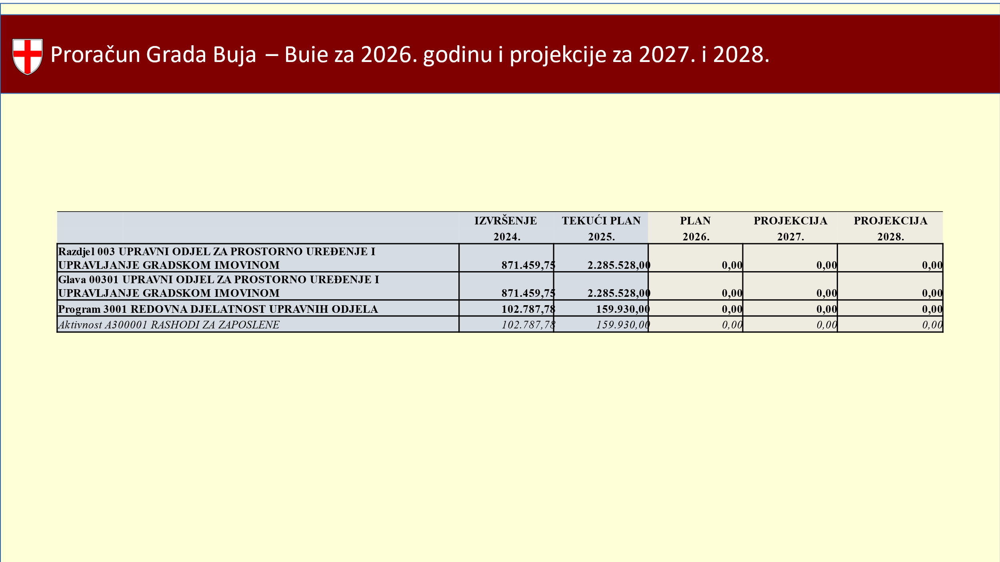 Proračun Grada Buja – Buie za 2026. godinu i projekcije za 2027. i 2028.
IZVRŠENJE TEKUĆI PLAN PLAN PROJEKCIJA PROJEKCIJA
2024. 2025. 2026. 2027. 2028.
Razdjel 003 UPRAVNI ODJEL ZA PROSTORNO UREĐENJE I
UPRAVLJANJE GRADSKOM IMOVINOM 871.459,75 2.285.528,00 0,00 0,00 0,00
Glava 00301 UPRAVNI ODJEL ZA PROSTORNO UREĐENJE I
UPRAVLJANJE GRADSKOM IMOVINOM 871.459,75 2.285.528,00 0,00 0,00 0,00
Program 3001 REDOVNA DJELATNOST UPRAVNIH ODJELA 102.787,78 159.930,00 0,00 0,00 0,00
Aktivnost A300001 RASHODI ZA ZAPOSLENE 102.787,78 159.930,00 0,00 0,00 0,00